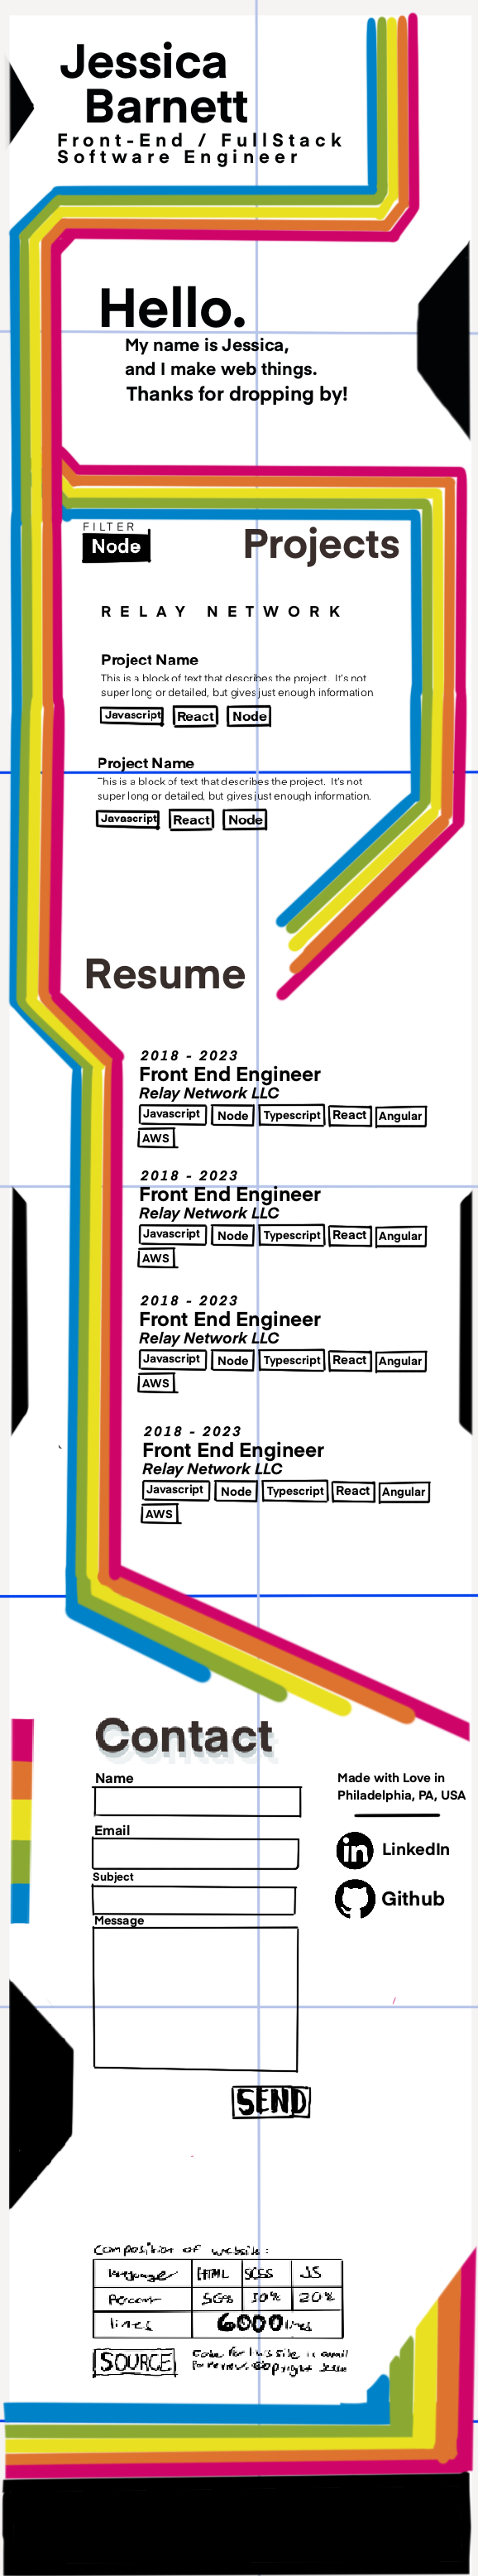 Jessica
Barnett
Front-End / FullStack
Software Engineer
Hello.
My name is Jessica,
and I make web things.
Thanks for dropping by!
FILTER
Node
Projects
RELAY NETWORK
Project Name
This is a block of text that describes the project. It's not
super long or detailed, but gives just enough information.
Javascript React Node
Project Name
This is a block of text that describes the project. It's not
super long or detailed, but gives just enough information.
Javascript React Node
Resume
2018 - 2023
Front End Engineer
Relay Network LLC
Javascript Node Typescript React Angular
AWS
2018 - 2023
Front End Engineer
Relay Network LLC
Javascript Node Typescript React Angular
AWS
2018 - 2023
Front End Engineer
Relay Network LLC
Javascript Node Typescript React Angular
AWS
2018 - 2023
Front End Engineer
Relay Network LLC
Javascript Node Typescript React Angular
AWS
Contact
Name
Email
Subject
Message
Made with Love in
Philadelphia, PA, USA
LinkedIn
Github
SEND
Composition of website:
HTML SCSS JS
Percent 50% 30% 20%
lines 6000 lines
SOURCE
Code for this site is
for review. Copyright